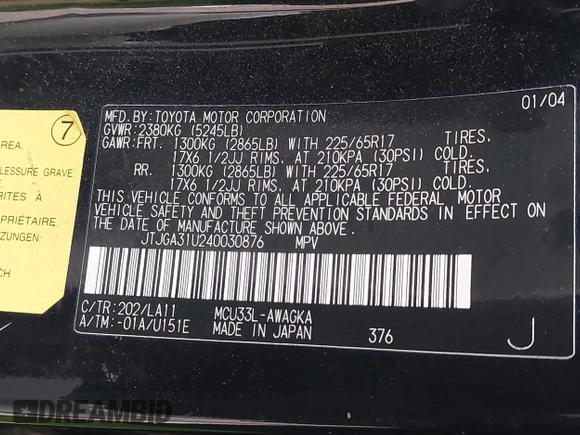 01/04
MFD. BY:TOYOTA MOTOR CORPORATION
GVWR:2380KG (5245LB)
GAWR:FRT. 1300KG (2865LB) WITH 225/65R17 TIRES.
17X6 1/2JJ RIMS. AT 210KPA (30PSI) COLD.
RR. 1300KG (2865LB) WITH 225/65R17 TIRES.
17X6 1/2JJ RIMS. AT 210KPA (30PSI) COLD.
THIS VEHICLE CONFORMS TO ALL APPLICABLE FEDERAL MOTOR
VEHICLE SAFETY AND THEFT PREVENTION STANDARDS IN EFFECT ON
THE DATE OF MANUFACTURE SHOWN ABOVE.
JTJGA31U240030876 MPV
C/TR:202/LA11 MCU33L-AWAGKA
A/TM:-01A/U151E MADE IN JAPAN 376
J
7
AREA.
GRAVE
RITES À
PROPRIÉTAIRE.
TZUNGEN:
CH
DREAMBID